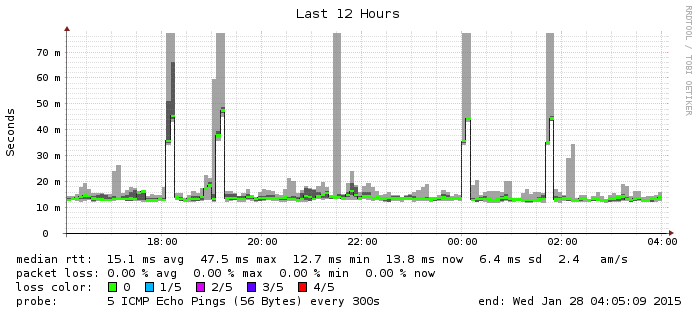 Last 12 Hours
RRDTOOL / TOBI OETIKER
Seconds
70 m
60 m
50 m
40 m
30 m
20 m
10 m
0
18:00 20:00 22:00 00:00 02:00 04:00
median rtt: 15.1 ms avg 47.5 ms max 12.7 ms min 13.8 ms now 6.4 ms sd 2.4 am/s
packet loss: 0.00 % avg 0.00 % max 0.00 % min 0.00 % now
loss color: 0 1/5 2/5 3/5 4/5
probe: 5 ICMP Echo Pings (56 Bytes) every 300s end: Wed Jan 28 04:05:09 2015